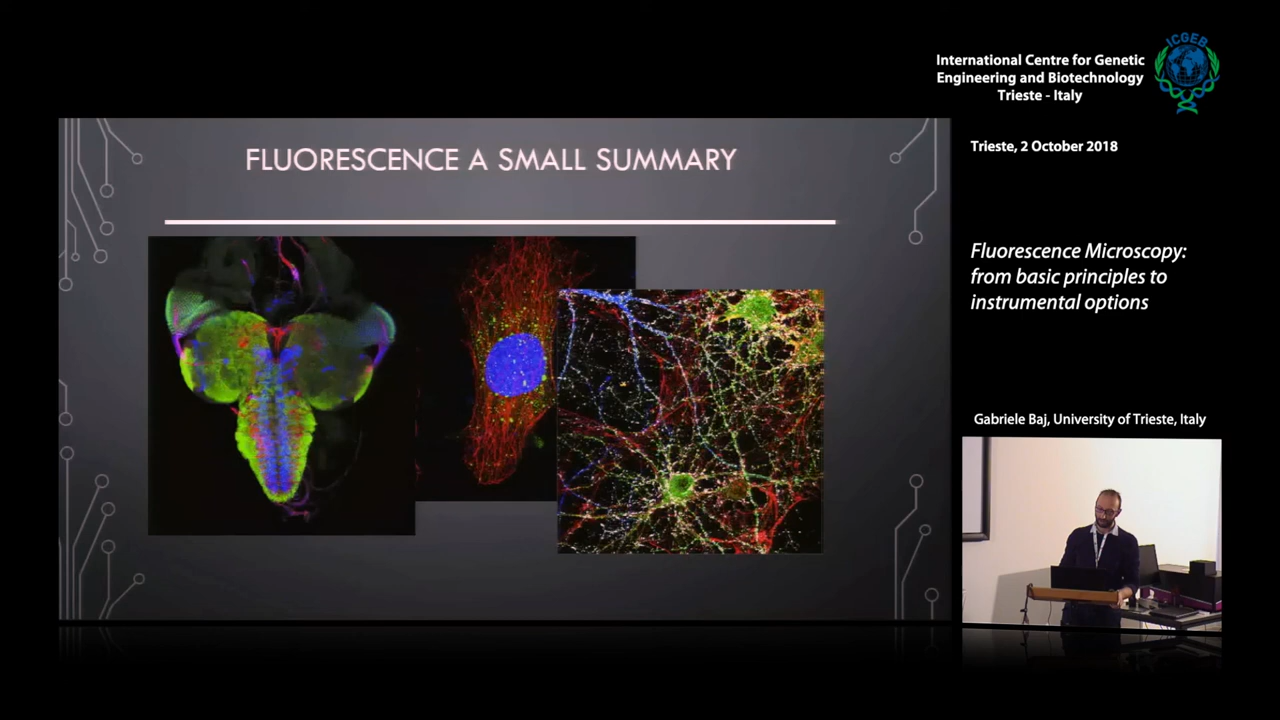 ICGEB
International Centre for Genetic
Engineering and Biotechnology
Trieste - Italy
Trieste, 2 October 2018
FLUORESCENCE A SMALL SUMMARY
Fluorescence Microscopy:
from basic principles to
instrumental options
Gabriele Baj, University of Trieste, Italy